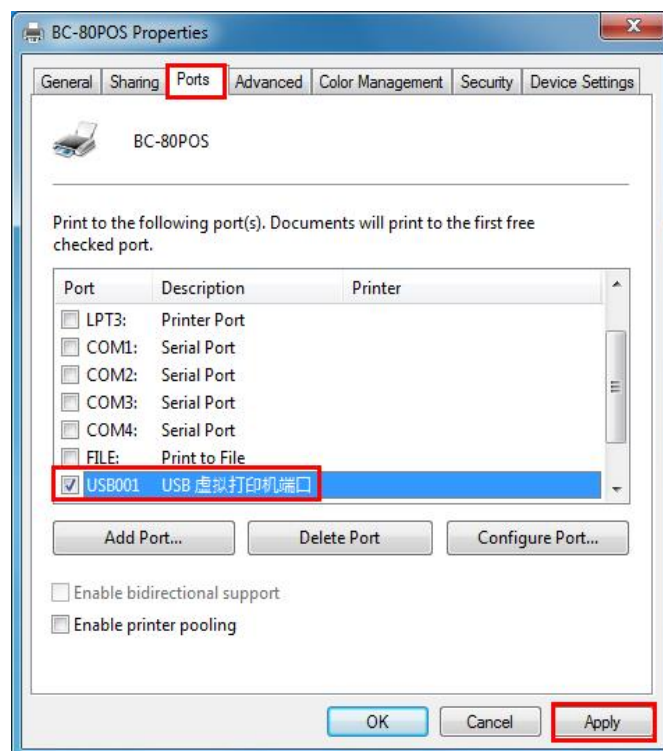 BC-80POS Properties
X
General Sharing Ports Advanced Color Management Security Device Settings
BC-80POS
Print to the following port(s). Documents will print to the first free
checked port.
Port Description Printer
LPT3: Printer Port
COM1: Serial Port
COM2: Serial Port
COM3: Serial Port
COM4: Serial Port
FILE: Print to File
USB001 USB 虚拟打印机端口
Add Port... Delete Port Configure Port...
Enable bidirectional support
Enable printer pooling
OK Cancel Apply